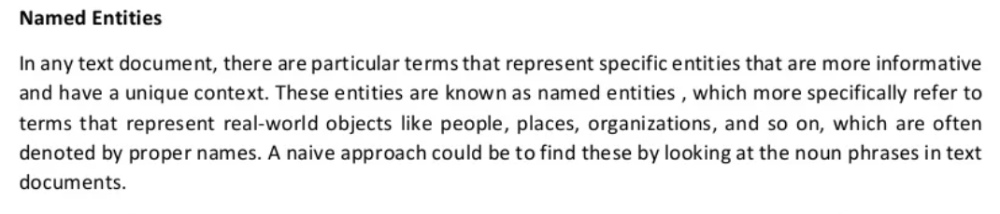 Named Entities
In any text document, there are particular terms that represent specific entities that are more informative
and have a unique context. These entities are known as named entities , which more specifically refer to
terms that represent real-world objects like people, places, organizations, and so on, which are often
denoted by proper names. A naive approach could be to find these by looking at the noun phrases in text
documents.